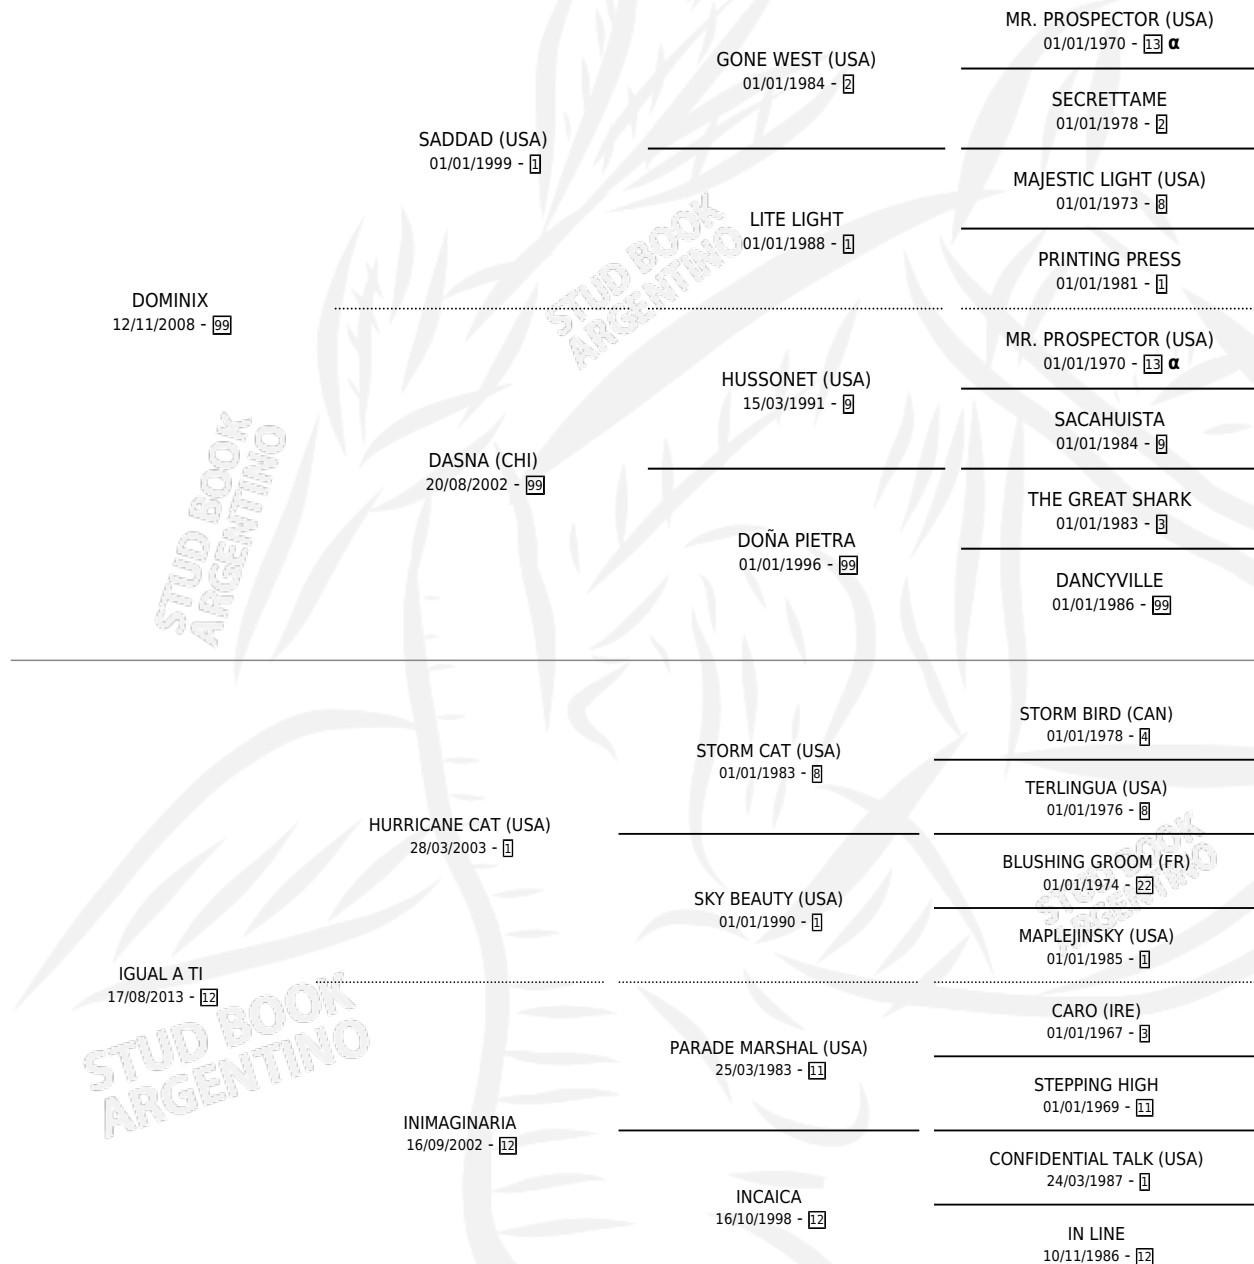 MR. PROSPECTOR (USA)
01/01/1970 - 13 α
GONE WEST (USA)
01/01/1984 - 2
SECRETTAME
01/01/1978 - 2
SADDAD (USA)
01/01/1999 - 1
MAJESTIC LIGHT (USA)
01/01/1973 - 8
LITE LIGHT
01/01/1988 - 1
PRINTING PRESS
01/01/1981 - 1
DOMINIX
12/11/2008 - 99
MR. PROSPECTOR (USA)
01/01/1970 - 13 α
HUSSONET (USA)
15/03/1991 - 9
SACAHUISTA
01/01/1984 - 9
DASNA (CHI)
20/08/2002 - 99
THE GREAT SHARK
01/01/1983 - 3
DOÑA PIETRA
01/01/1996 - 99
DANCYVILLE
01/01/1986 - 99
STORM BIRD (CAN)
01/01/1978 - 4
STORM CAT (USA)
01/01/1983 - 8
TERLINGUA (USA)
01/01/1976 - 8
HURRICANE CAT (USA)
28/03/2003 - 1
BLUSHING GROOM (FR)
01/01/1974 - 22
SKY BEAUTY (USA)
01/01/1990 - 1
MAPLEJINSKY (USA)
01/01/1985 - 1
IGUAL A TI
17/08/2013 - 12
CARO (IRE)
01/01/1967 - 3
PARADE MARSHAL (USA)
25/03/1983 - 11
STEPPING HIGH
01/01/1969 - 11
INIMAGINARIA
16/09/2002 - 12
CONFIDENTIAL TALK (USA)
24/03/1987 - 1
INCAICA
16/10/1998 - 12
IN LINE
10/11/1986 - 12
STUD BOOK
ARGENTINO
STUD BOOK
ARGENTINO
STUD BOOK
ARGENTINO
STUD BOOK
ARGENTINO